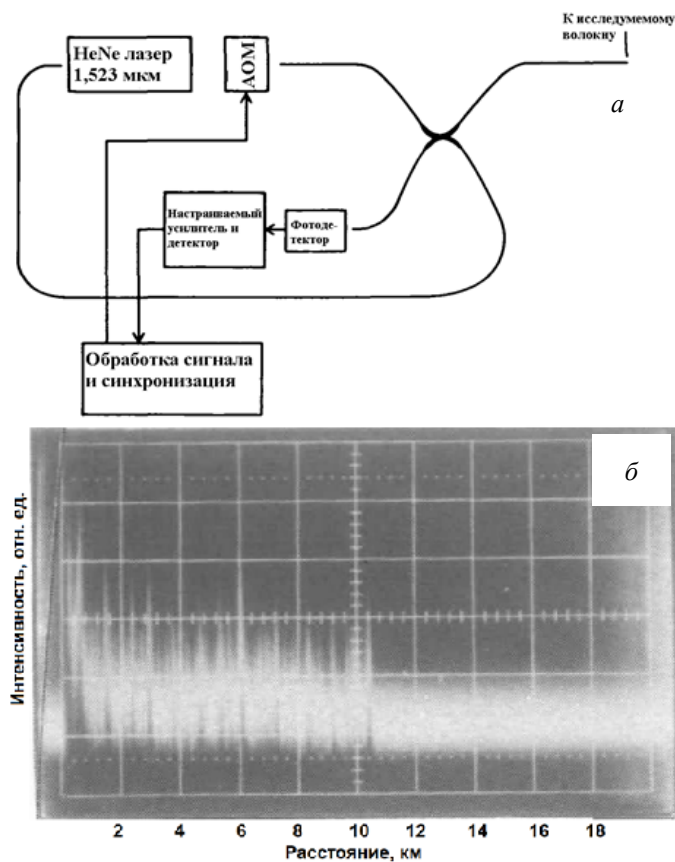 HeNe лазер
1,523 мкм
АОМ
К исследумемому
волокну
а
Настраиваемый
усилитель и
детектор
Фотоде-
тектор
Обработка сигнала
и синхронизация
б
Интенсивность, отн. ед.
2 4 6 8 10 12 14 16 18
Расстояние, км